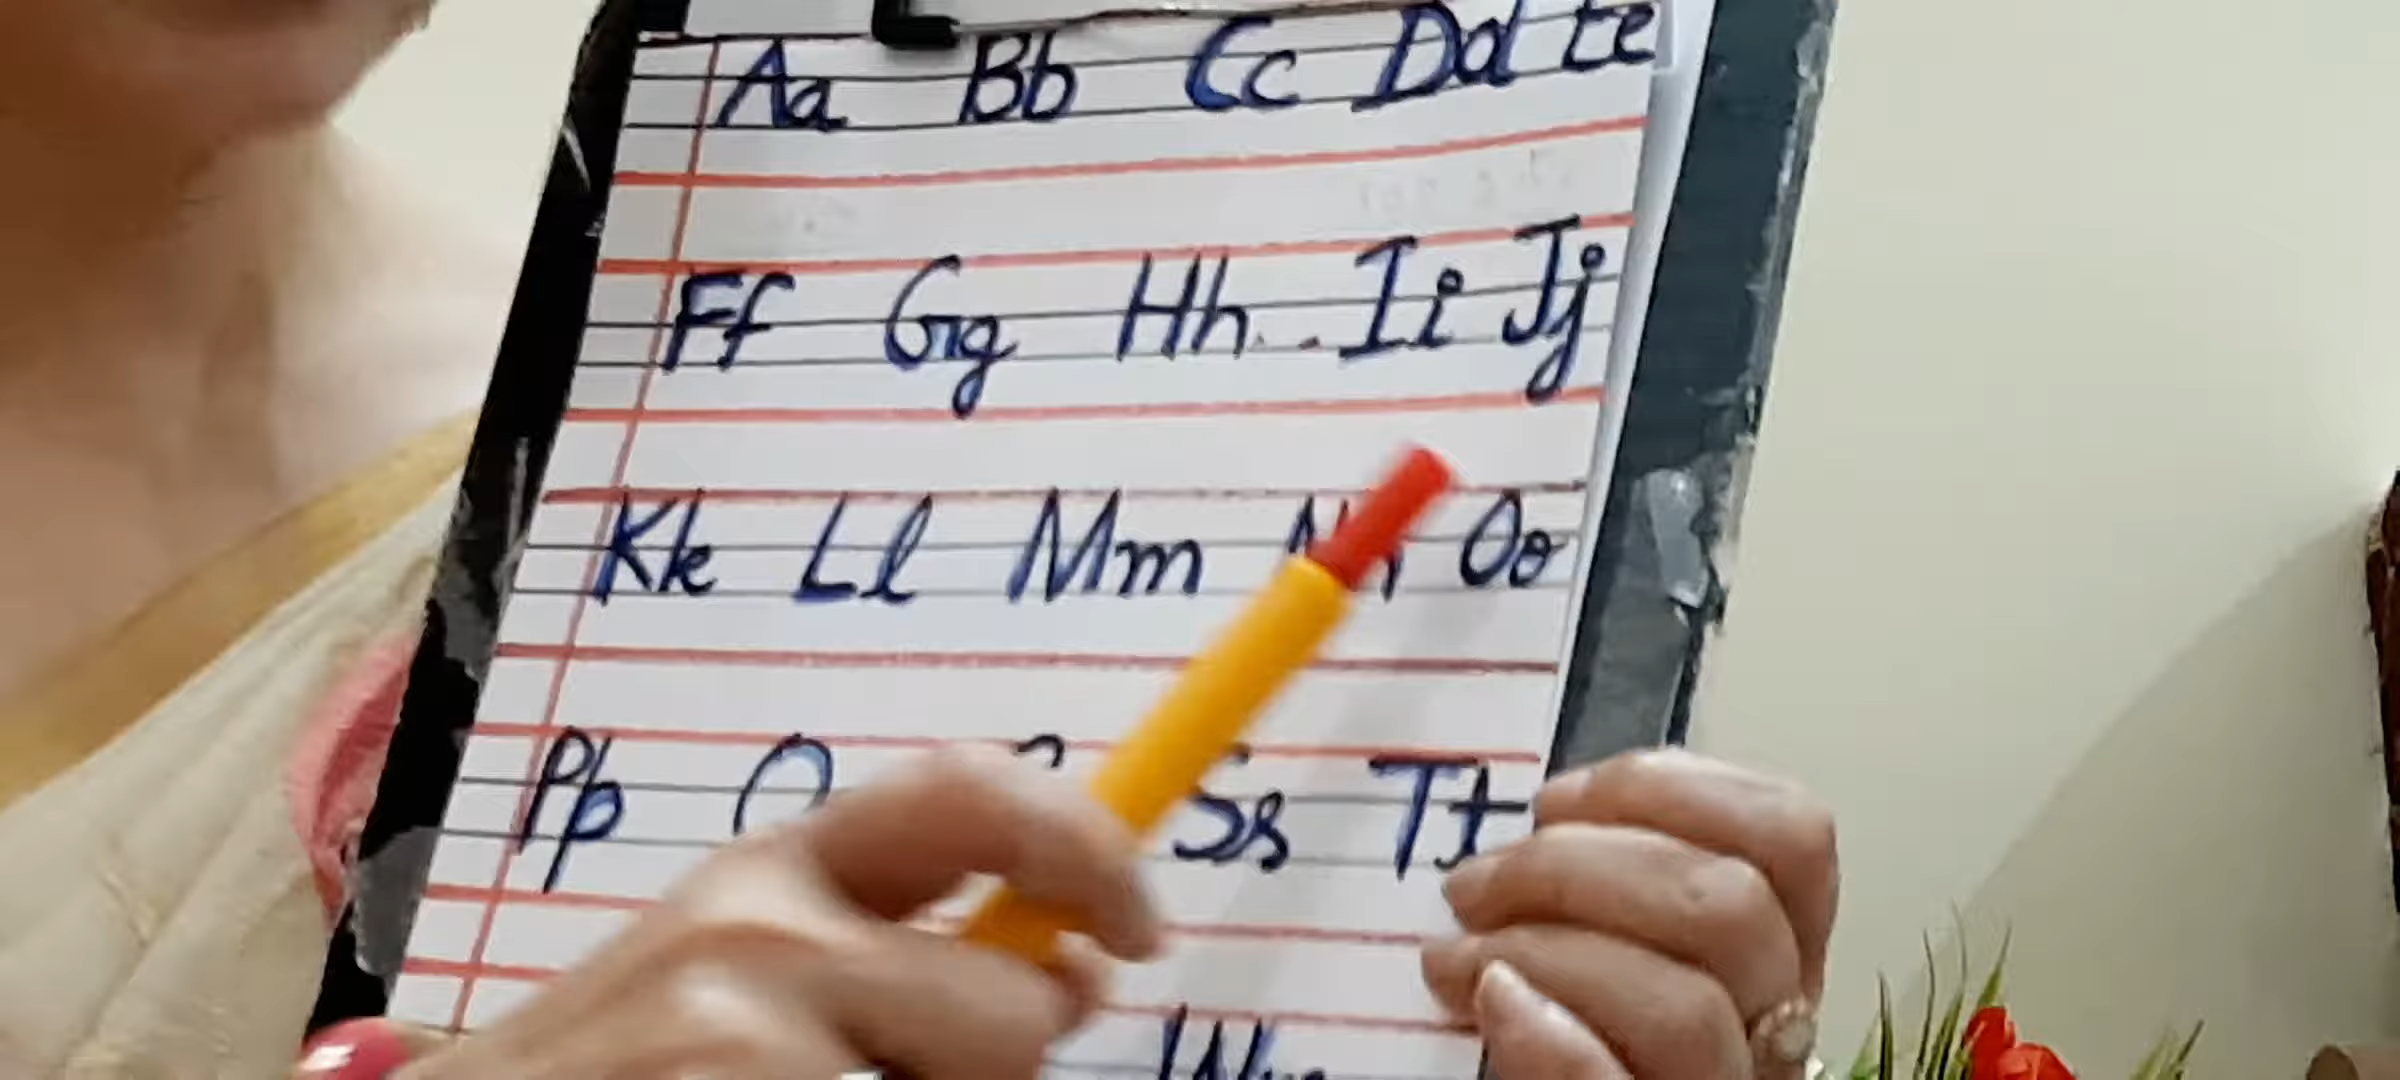 Aa Bb Cc Dd Ee
Ff Gg Hh Ii Jj
Kk Ll Mm Oo
Pp Ss Tt